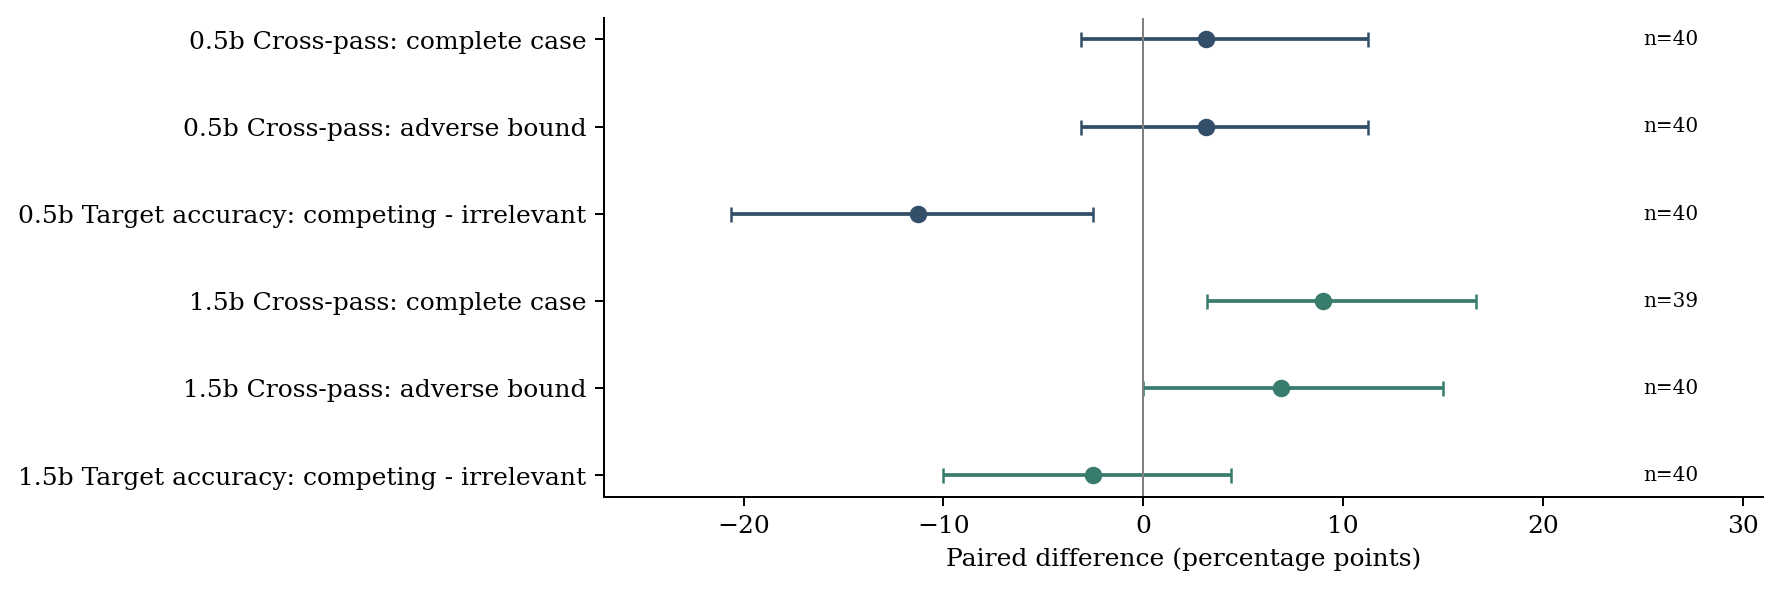 0.5b Cross-pass: complete case n=40
0.5b Cross-pass: adverse bound n=40
0.5b Target accuracy: competing - irrelevant n=40
1.5b Cross-pass: complete case n=39
1.5b Cross-pass: adverse bound n=40
1.5b Target accuracy: competing - irrelevant n=40
−20 −10 0 10 20 30
Paired difference (percentage points)